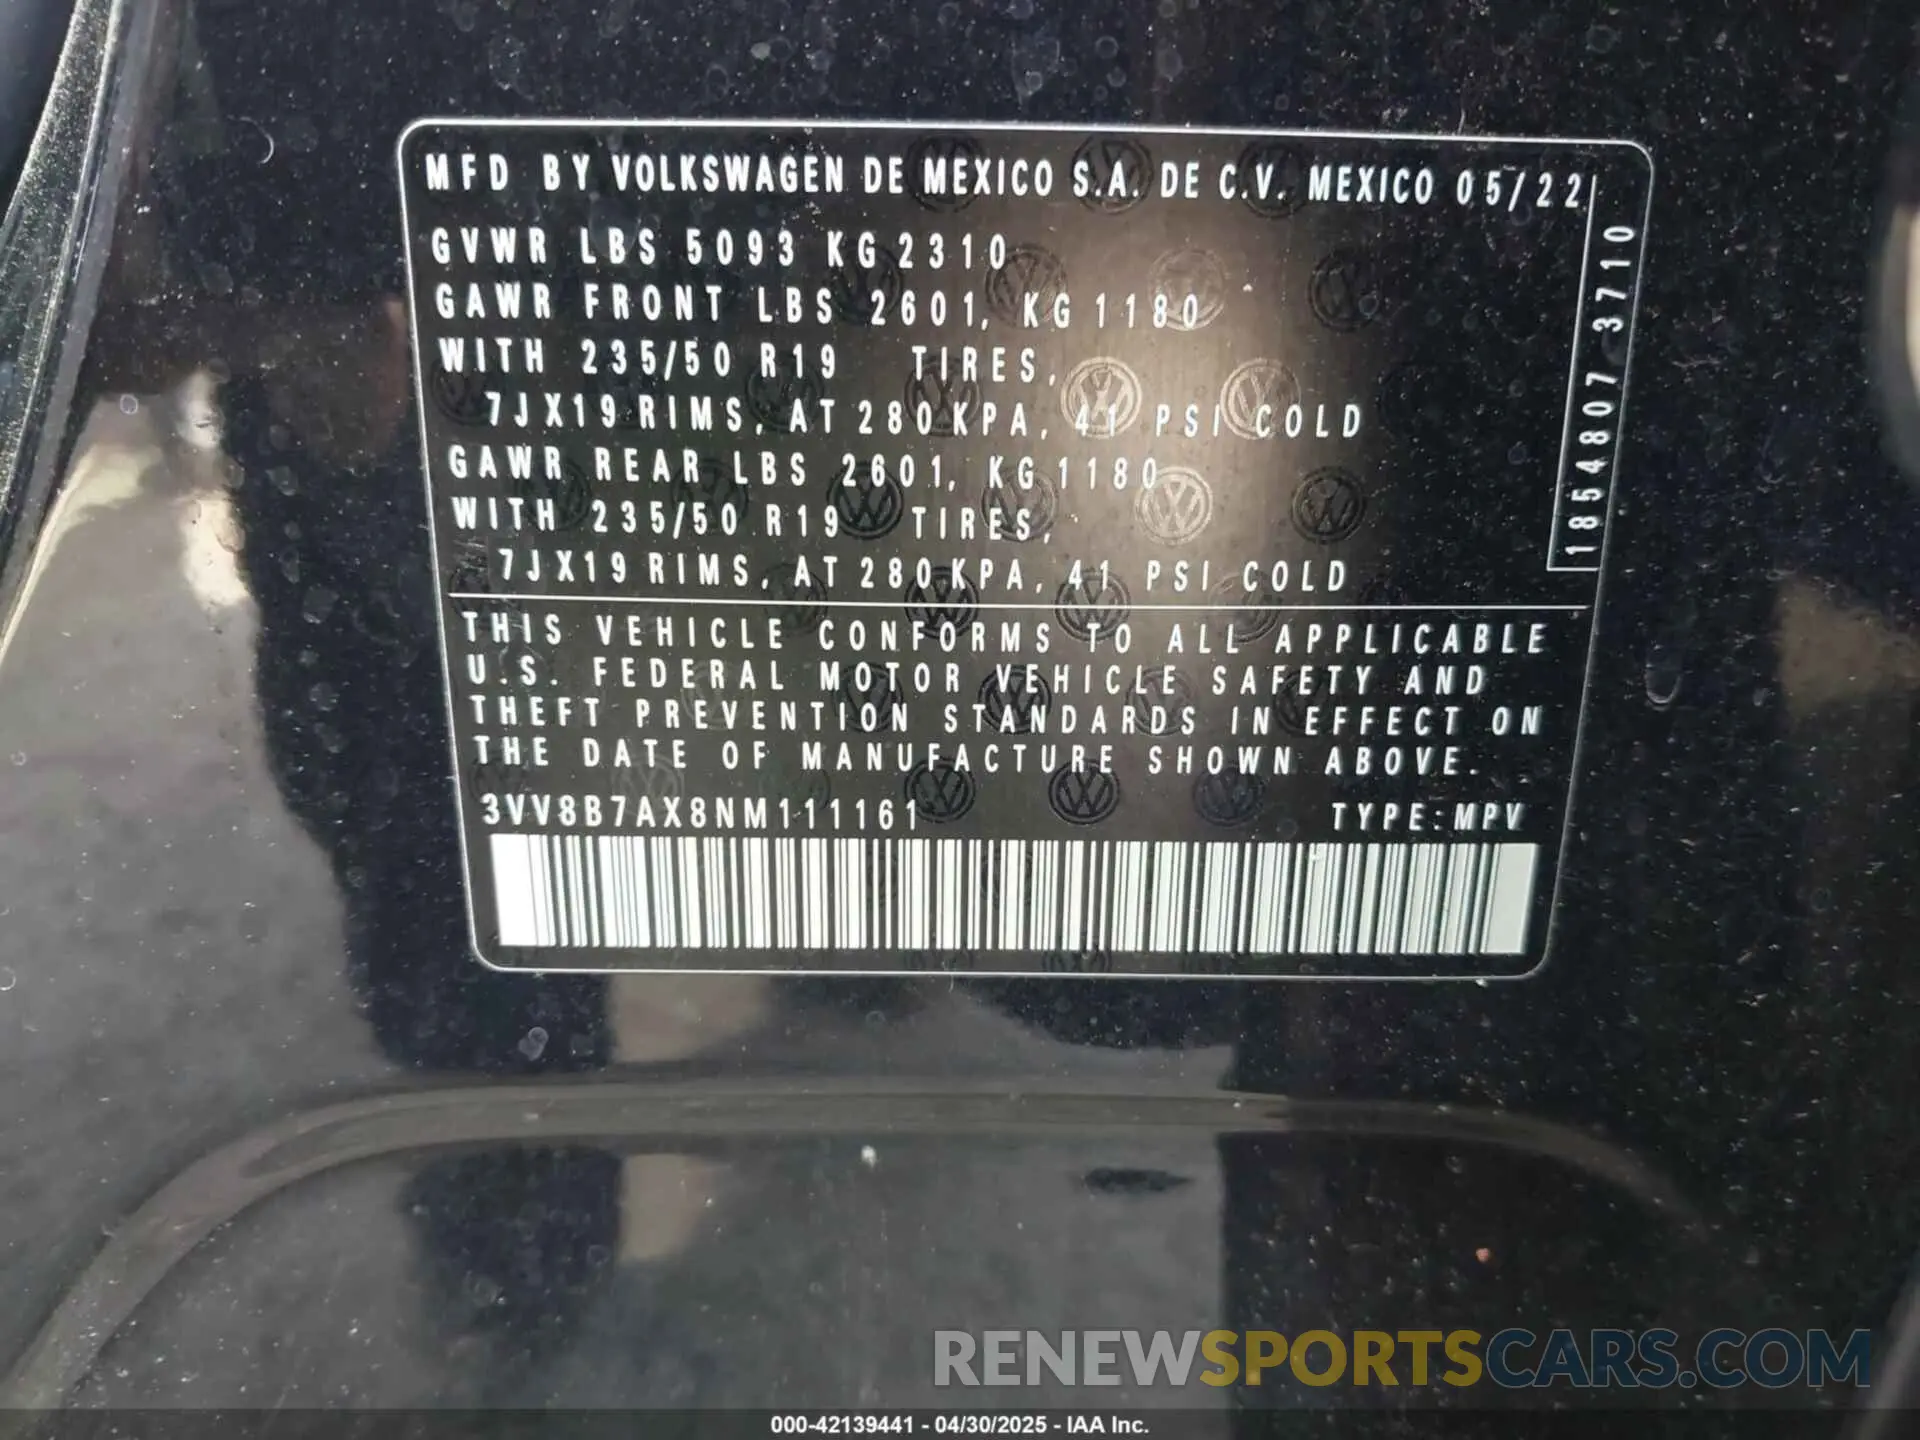 MFD BY VOLKSWAGEN DE MEXICO S.A. DE C.V. MEXICO 05/22
GVWR LBS 5093 KG 2310
GAWR FRONT LBS 2601, KG 1180
WITH 235/50 R19 TIRES,
7JX19 RIMS, AT 280 KPA, 41 PSI COLD
GAWR REAR LBS 2601, KG 1180
WITH 235/50 R19 TIRES,
7JX19 RIMS, AT 280 KPA, 41 PSI COLD
1854807 3710
THIS VEHICLE CONFORMS TO ALL APPLICABLE
U.S. FEDERAL MOTOR VEHICLE SAFETY AND
THEFT PREVENTION STANDARDS IN EFFECT ON
THE DATE OF MANUFACTURE SHOWN ABOVE.
3VV8B7AX8NM111161 TYPE:MPV
RENEWSPORTSCARS.COM
000-42139441 - 04/30/2025 - IAA Inc.